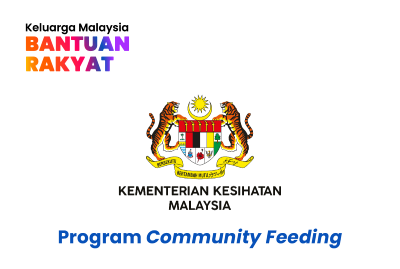 Keluarga Malaysia
BANTUAN
RAKYAT
KEMENTERIAN KESIHATAN
MALAYSIA
Program Community Feeding